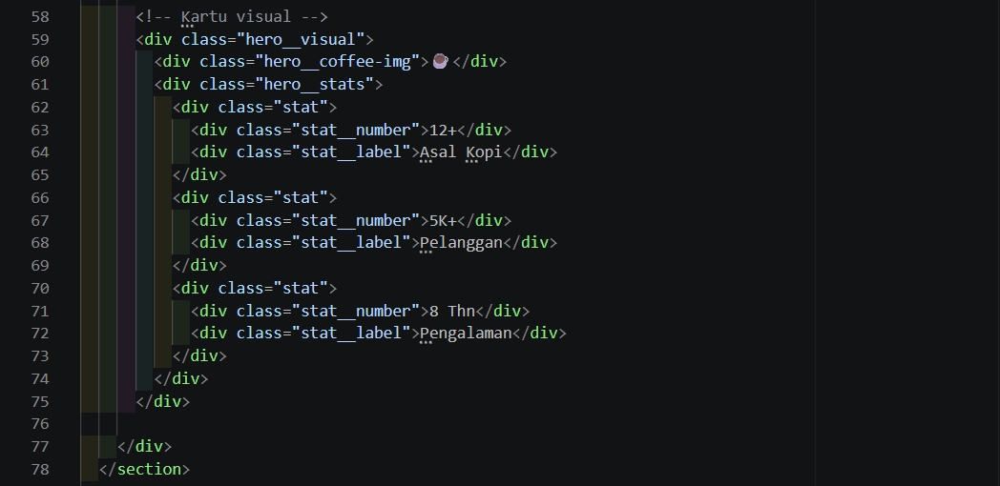 58 <!-- Kartu visual -->
59 <div class="hero__visual">
60 <div class="hero__coffee-img">☕</div>
61 <div class="hero__stats">
62 <div class="stat">
63 <div class="stat__number">12+</div>
64 <div class="stat__label">Asal Kopi</div>
65 </div>
66 <div class="stat">
67 <div class="stat__number">5K+</div>
68 <div class="stat__label">Pelanggan</div>
69 </div>
70 <div class="stat">
71 <div class="stat__number">8 Thn</div>
72 <div class="stat__label">Pengalaman</div>
73 </div>
74 </div>
75 </div>
76
77 </div>
78 </section>